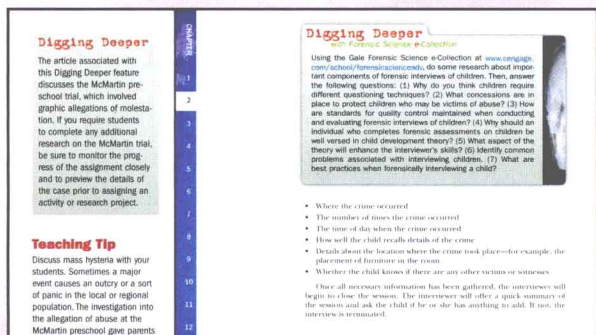 Digging Deeper
The article associated with
this Digging Deeper feature
discusses the McMartin pre-
school trial, which involved
graphic allegations of molesta-
tion. If you require students
to complete any additional
research on the McMartin trial,
be sure to monitor the prog-
ress of the assignment closely
and to preview the details of
the case prior to assigning an
activity or research project.
Teaching Tip
Discuss mass hysteria with your
students. Sometimes a major
event causes an outcry or a sort
of panic in the local or regional
population. The investigation into
the allegation of abuse at the
McMartin preschool gave parents
CHAPTER
1
2
3
4
5
6
7
8
9
10
11
12
Digging Deeper
with Forensic Science e-Collection
Using the Gale Forensic Science e-Collection at www.cengage.
com/school/forensicscienceadv, do some research about impor-
tant components of forensic interviews of children. Then, answer
the following questions: (1) Why do you think children require
different questioning techniques? (2) What concessions are in
place to protect children who may be victims of abuse? (3) How
are standards for quality control maintained when conducting
and evaluating forensic interviews of children? (4) Why should an
individual who completes forensic assessments on children be
well versed in child development theory? (5) What aspect of the
theory will enhance the interviewer's skills? (6) Identify common
problems associated with interviewing children. (7) What are
best practices when forensically interviewing a child?
• Where the crime occurred
• The number of times the crime occurred
• The time of day when the crime occurred
• How well the child recalls details of the crime
• Details about the location where the crime took place—for example, the
placement of furniture in the room
• Whether the child knows if there are any other victims or witnesses
Once all necessary information has been gathered, the interviewer will
begin to close the session. The interviewer will offer a quick summary of
the session and ask the child if he or she has anything to add. If not, the
interview is terminated.